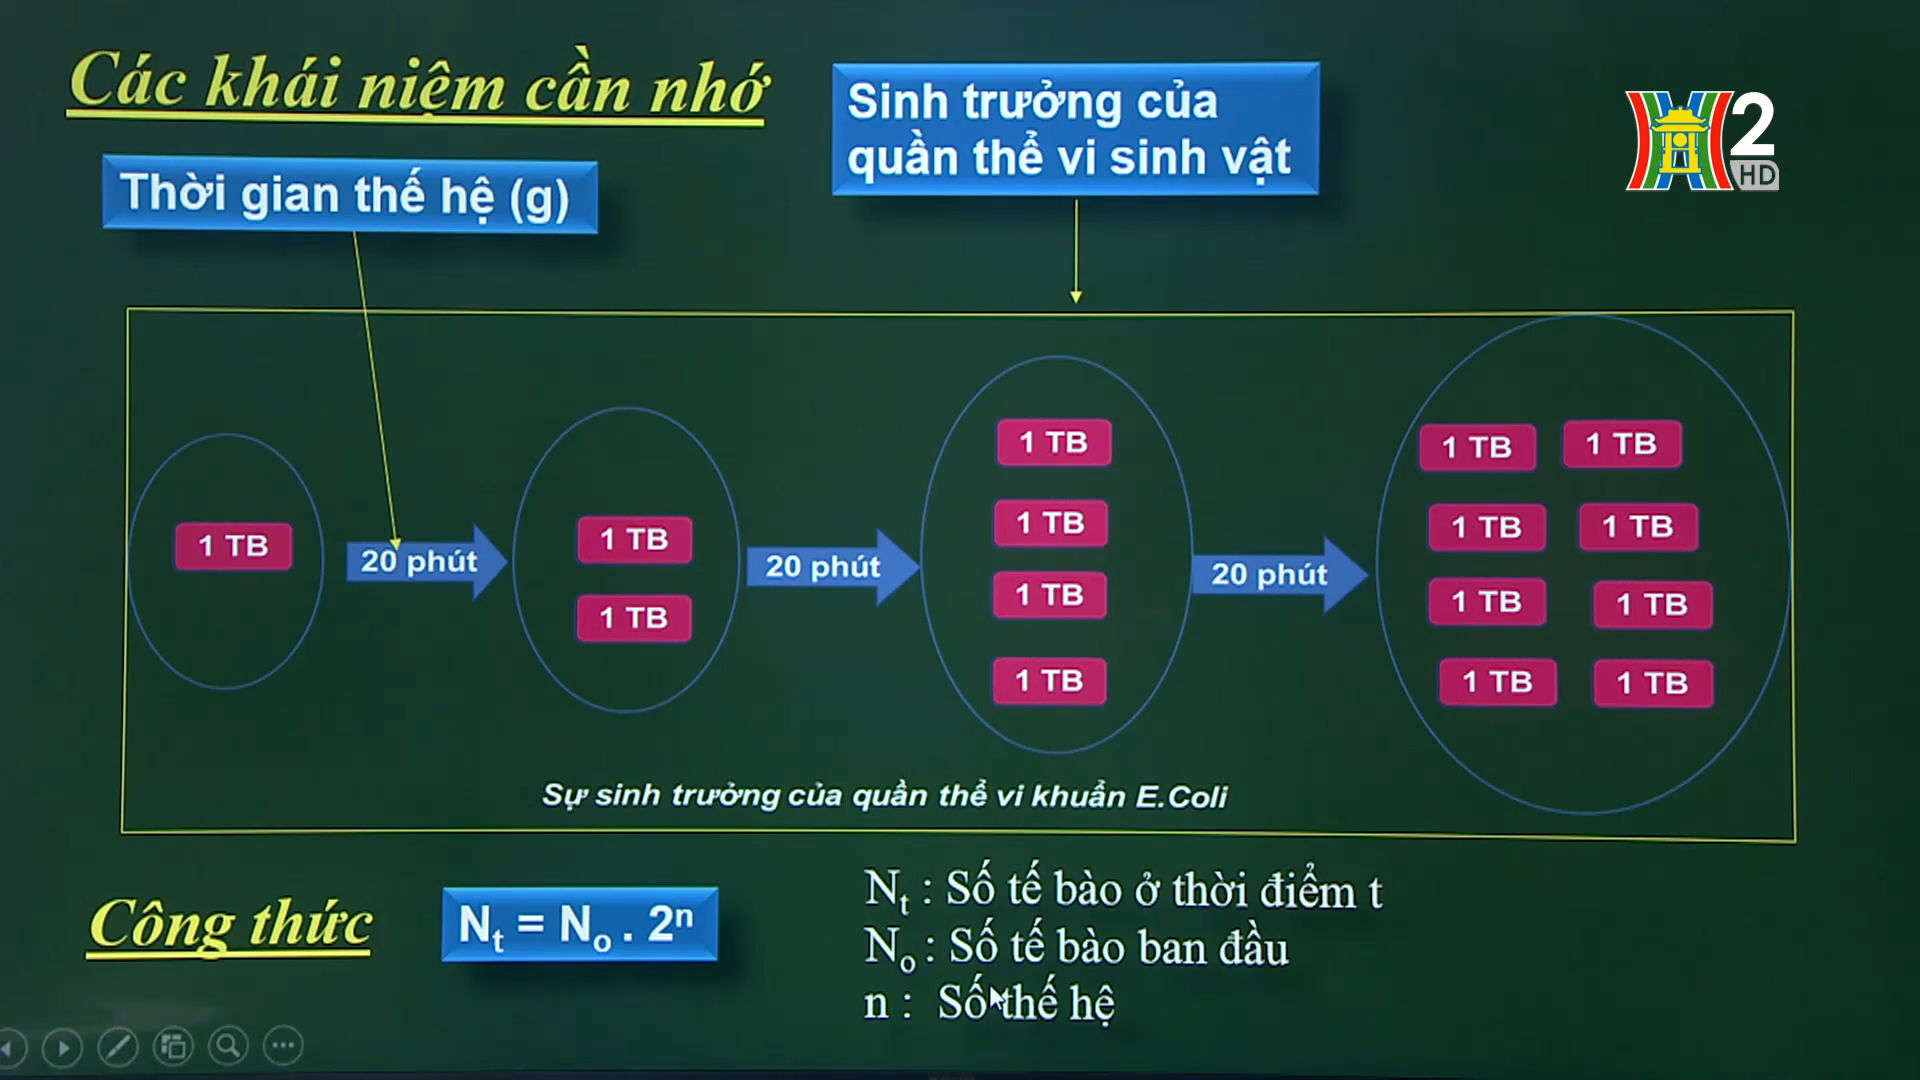 Các khái niệm cần nhớ
Sinh trưởng của
quần thể vi sinh vật
2
HD
Thời gian thế hệ (g)
1 TB
20 phút
1 TB
1 TB
20 phút
1 TB
1 TB
1 TB
1 TB
20 phút
1 TB
1 TB
1 TB
1 TB
1 TB
1 TB
1 TB
1 TB
Sự sinh trưởng của quần thể vi khuẩn E.Coli
Công thức
Nt = No . 2ⁿ
Nt : Số tế bào ở thời điểm t
No : Số tế bào ban đầu
n : Số thế hệ